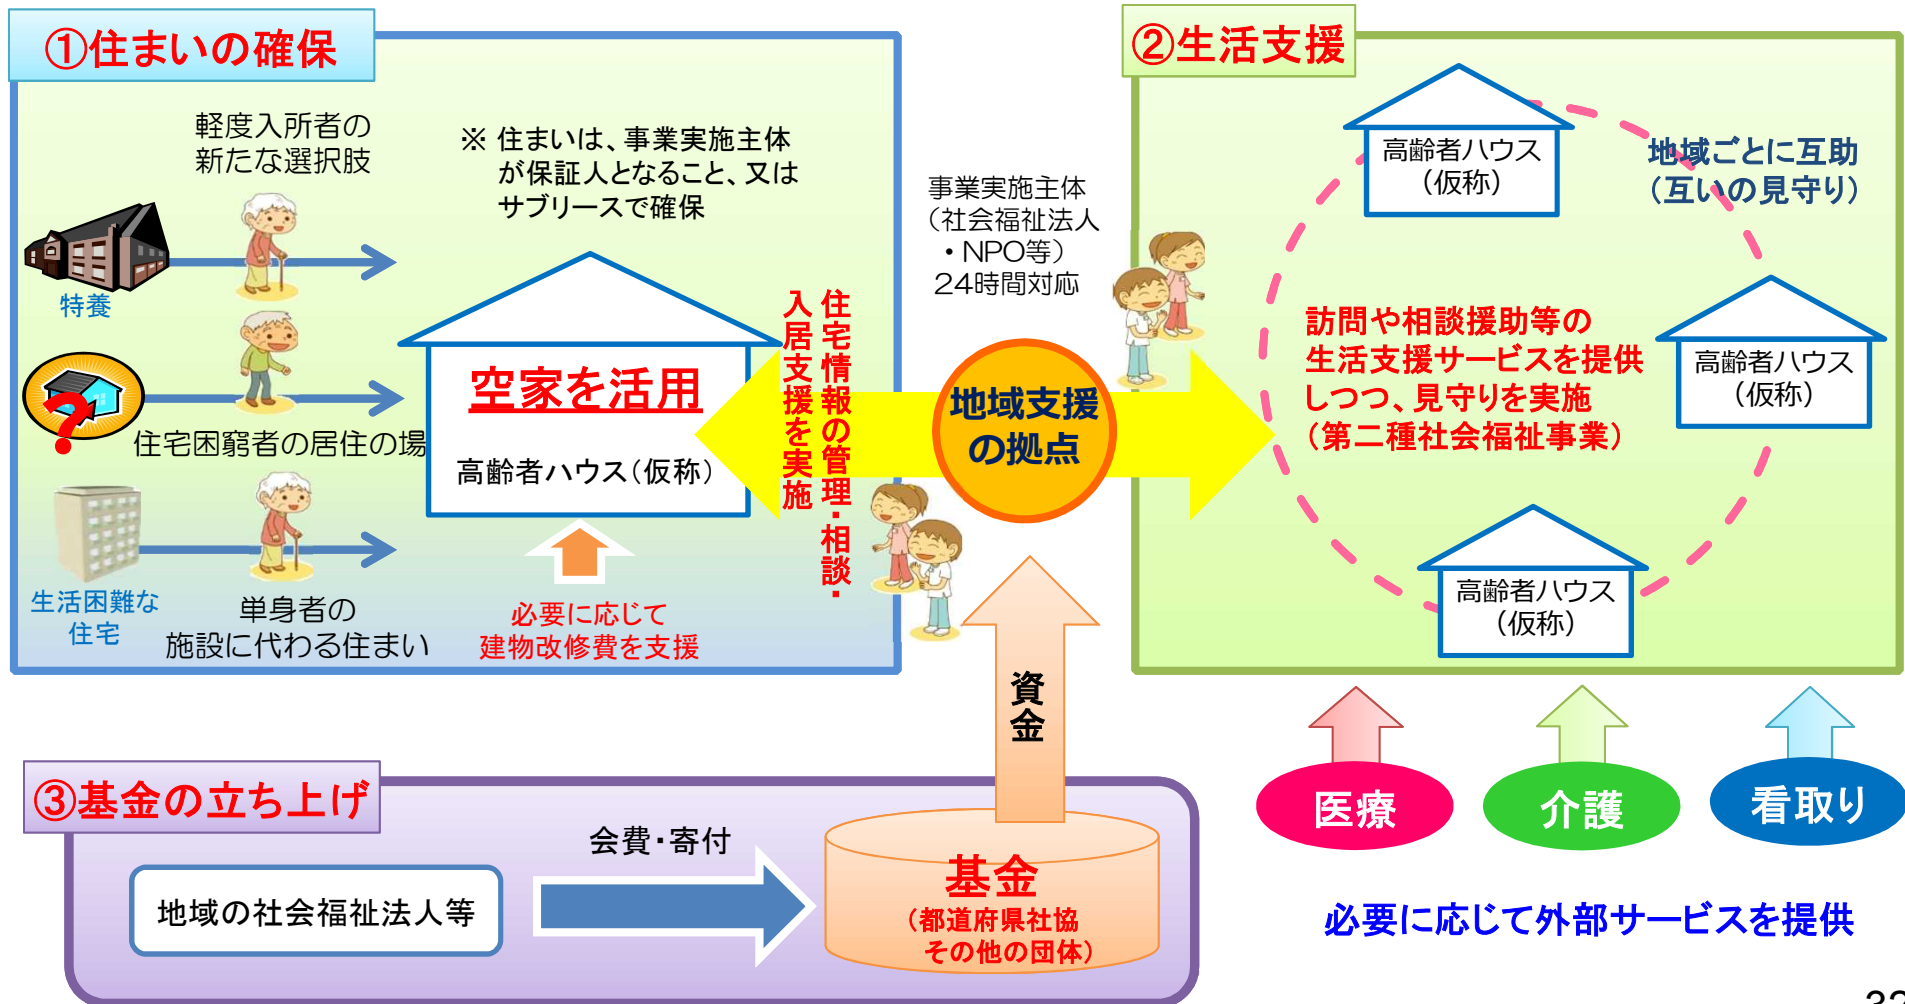 ①住まいの確保
軽度入所者の
新たな選択肢
※ 住まいは、事業実施主体
が保証人となること、又は
サブリースで確保
特養
住宅困窮者の居住の場
生活困難な
住宅
単身者の
施設に代わる住まい
空家を活用
高齢者ハウス(仮称)
必要に応じて
建物改修費を支援
住宅情報の管理・相談・
入居支援を実施
事業実施主体
(社会福祉法人
・NPO等)
24時間対応
地域支援
の拠点
②生活支援
高齢者ハウス
(仮称)
地域ごとに互助
(互いの見守り)
訪問や相談援助等の
生活支援サービスを提供
しつつ、見守りを実施
(第二種社会福祉事業)
高齢者ハウス
(仮称)
高齢者ハウス
(仮称)
医療
介護
看取り
必要に応じて外部サービスを提供
資金
③基金の立ち上げ
地域の社会福祉法人等
会費・寄付
基金
(都道府県社協
その他の団体)
32